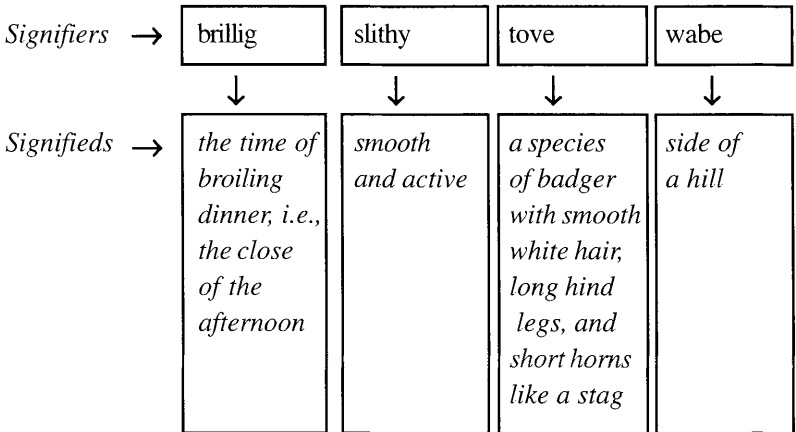 Signifiers → brillig slithy tove wabe
↓ ↓ ↓ ↓
Signifieds →
the time of
broiling
dinner, i.e.,
the close
of the
afternoon
smooth
and active
a species
of badger
with smooth
white hair,
long hind
legs, and
short horns
like a stag
side of
a hill